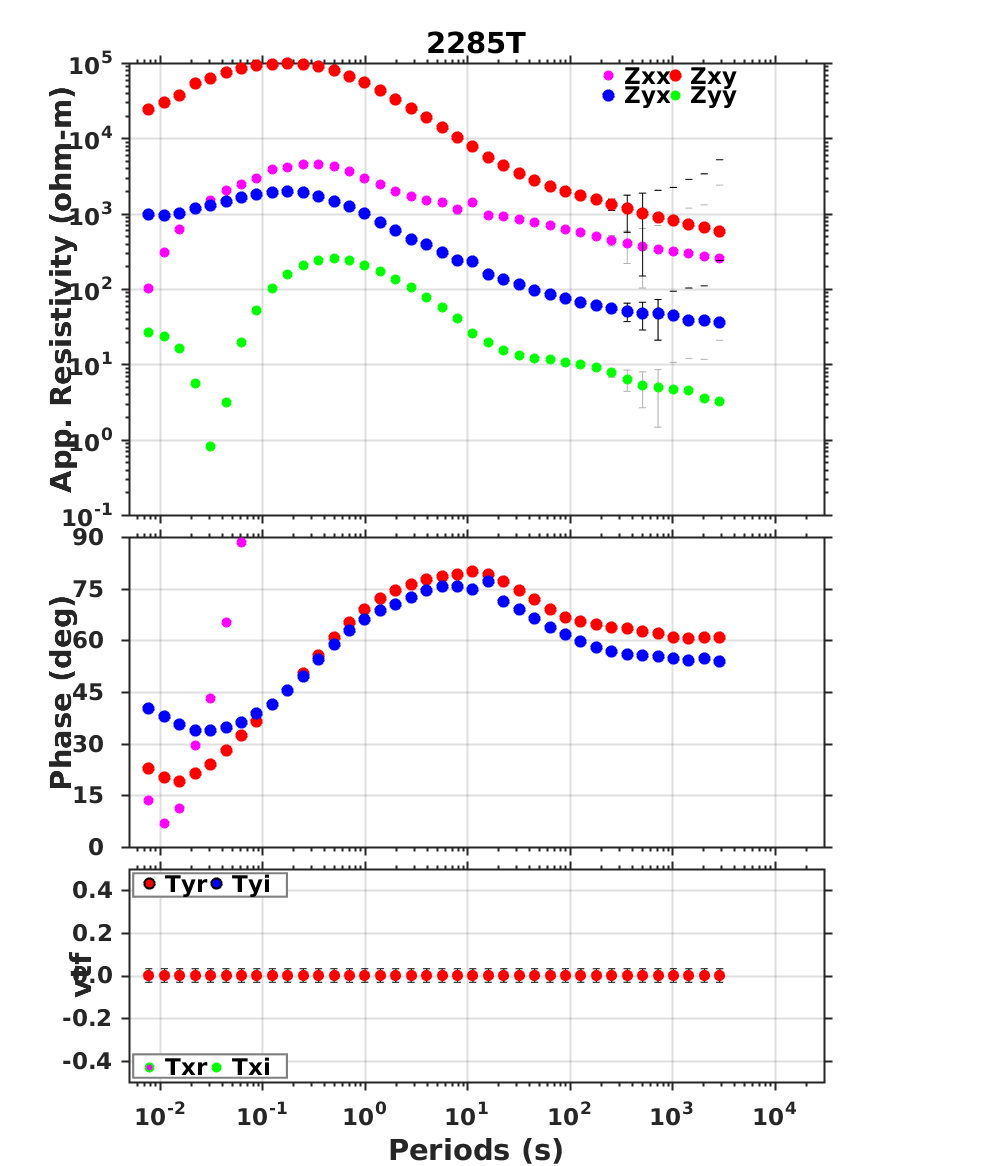 2285T
Zxx Zxy
Zyx Zyy
10^5
10^4
10^3
10^2
10^1
10^0
10^-1
App. Resistivity (ohm-m)
90
75
60
45
30
15
0
Phase (deg)
Tyr Tyi
0.4
0.2
0.0
-0.2
-0.4
vtf
Txr Txi
10^-2 10^-1 10^0 10^1 10^2 10^3 10^4
Periods (s)